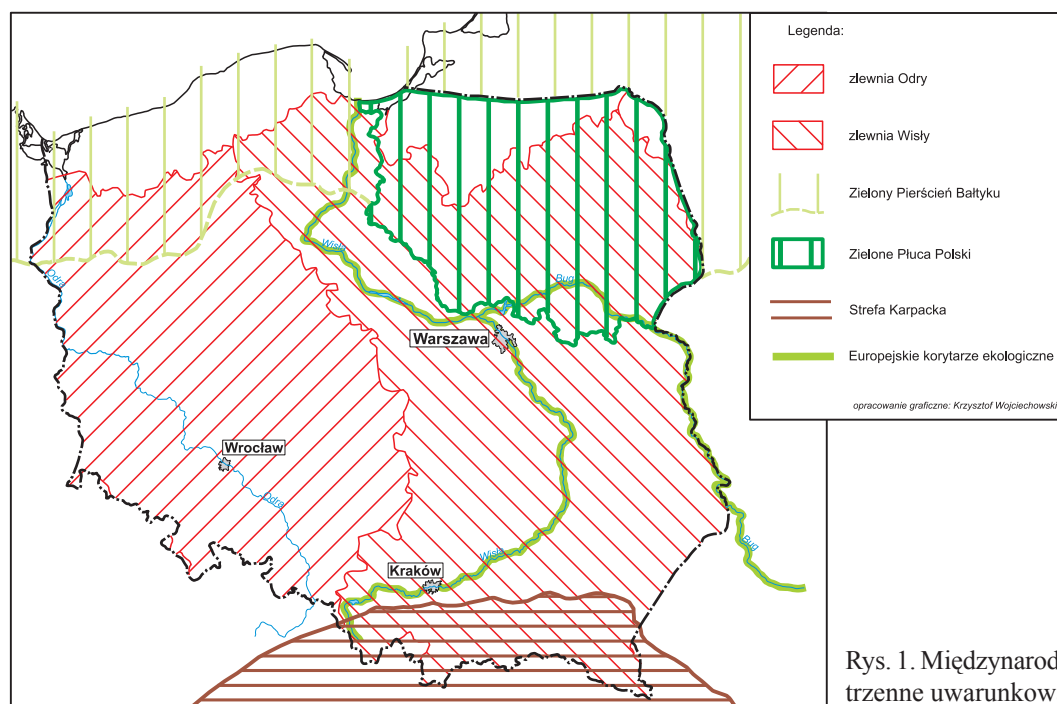 Legenda:
zlewnia Odry
zlewnia Wisły
Zielony Pierścień Bałtyku
Zielone Płuca Polski
Strefa Karpacka
Europejskie korytarze ekologiczne
opracowanie graficzne: Krzysztof Wojciechowski
Wisła
Odra
Bug
Warszawa
Wrocław
Odra
Wisła
Bug
Kraków
Rys. 1. Międzynarod
trzenne uwarunkow